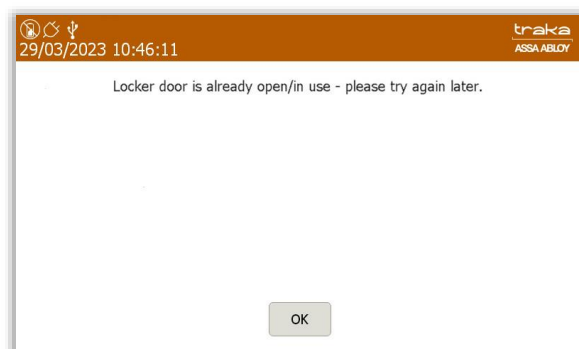 traka
29/03/2023 10:46:11
ASSA ABLOY
Locker door is already open/in use - please try again later.
OK